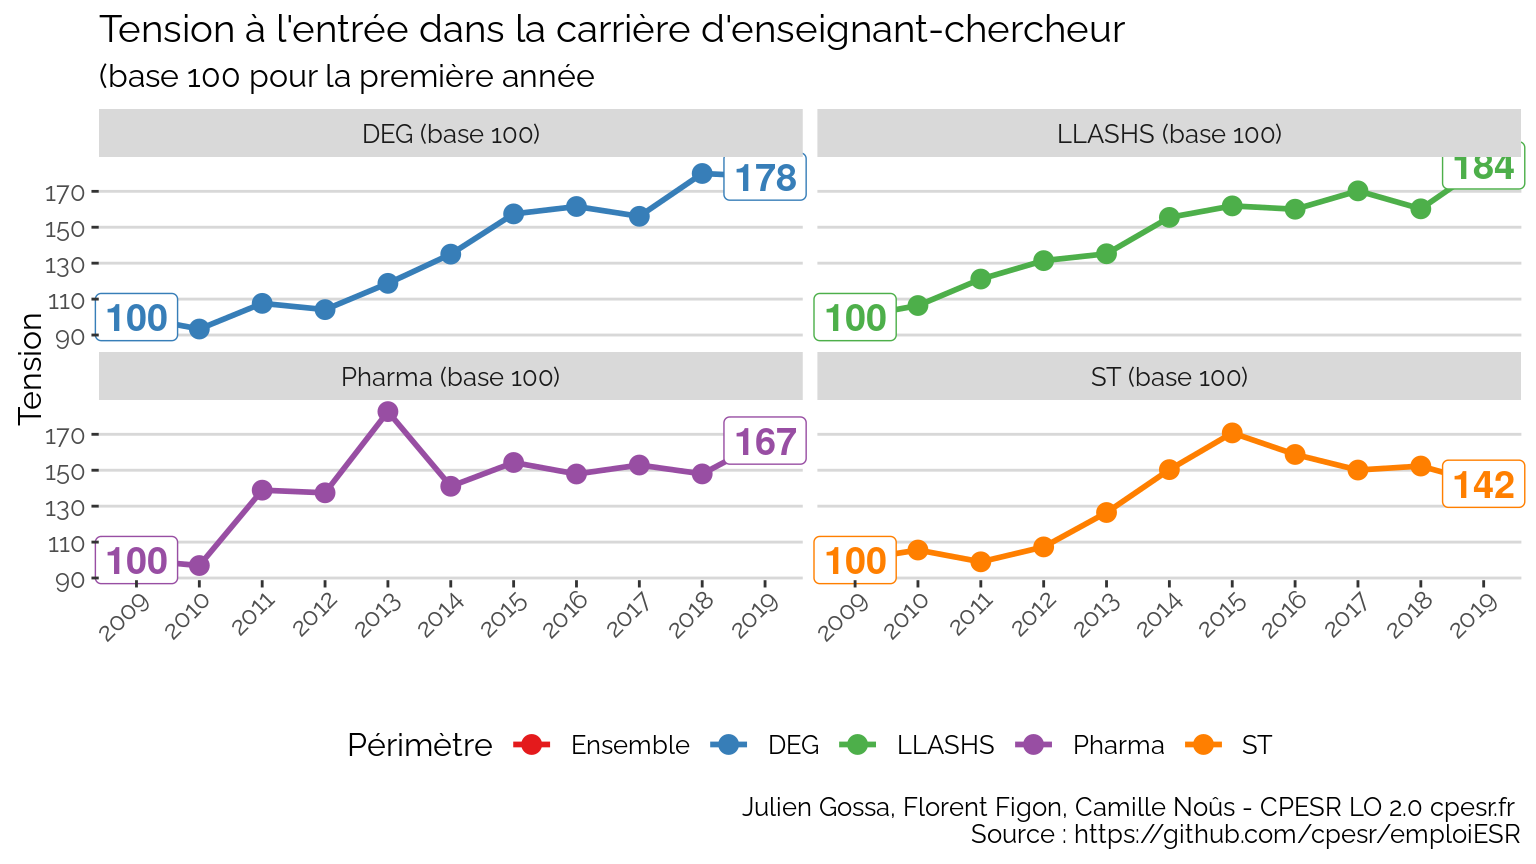 Tension à l'entrée dans la carrière d'enseignant-chercheur
(base 100 pour la première année
DEG (base 100)
LLASHS (base 100)
170
150
130
110
90
100
178
100
184
Tension
Pharma (base 100)
ST (base 100)
170
150
130
110
90
100
167
100
142
2009 2010 2011 2012 2013 2014 2015 2016 2017 2018 2019
2009 2010 2011 2012 2013 2014 2015 2016 2017 2018 2019
Périmètre Ensemble DEG LLASHS Pharma ST
Julien Gossa, Florent Figon, Camille Noûs - CPESR LO 2.0 cpesr.fr
Source : https://github.com/cpesr/emploiESR